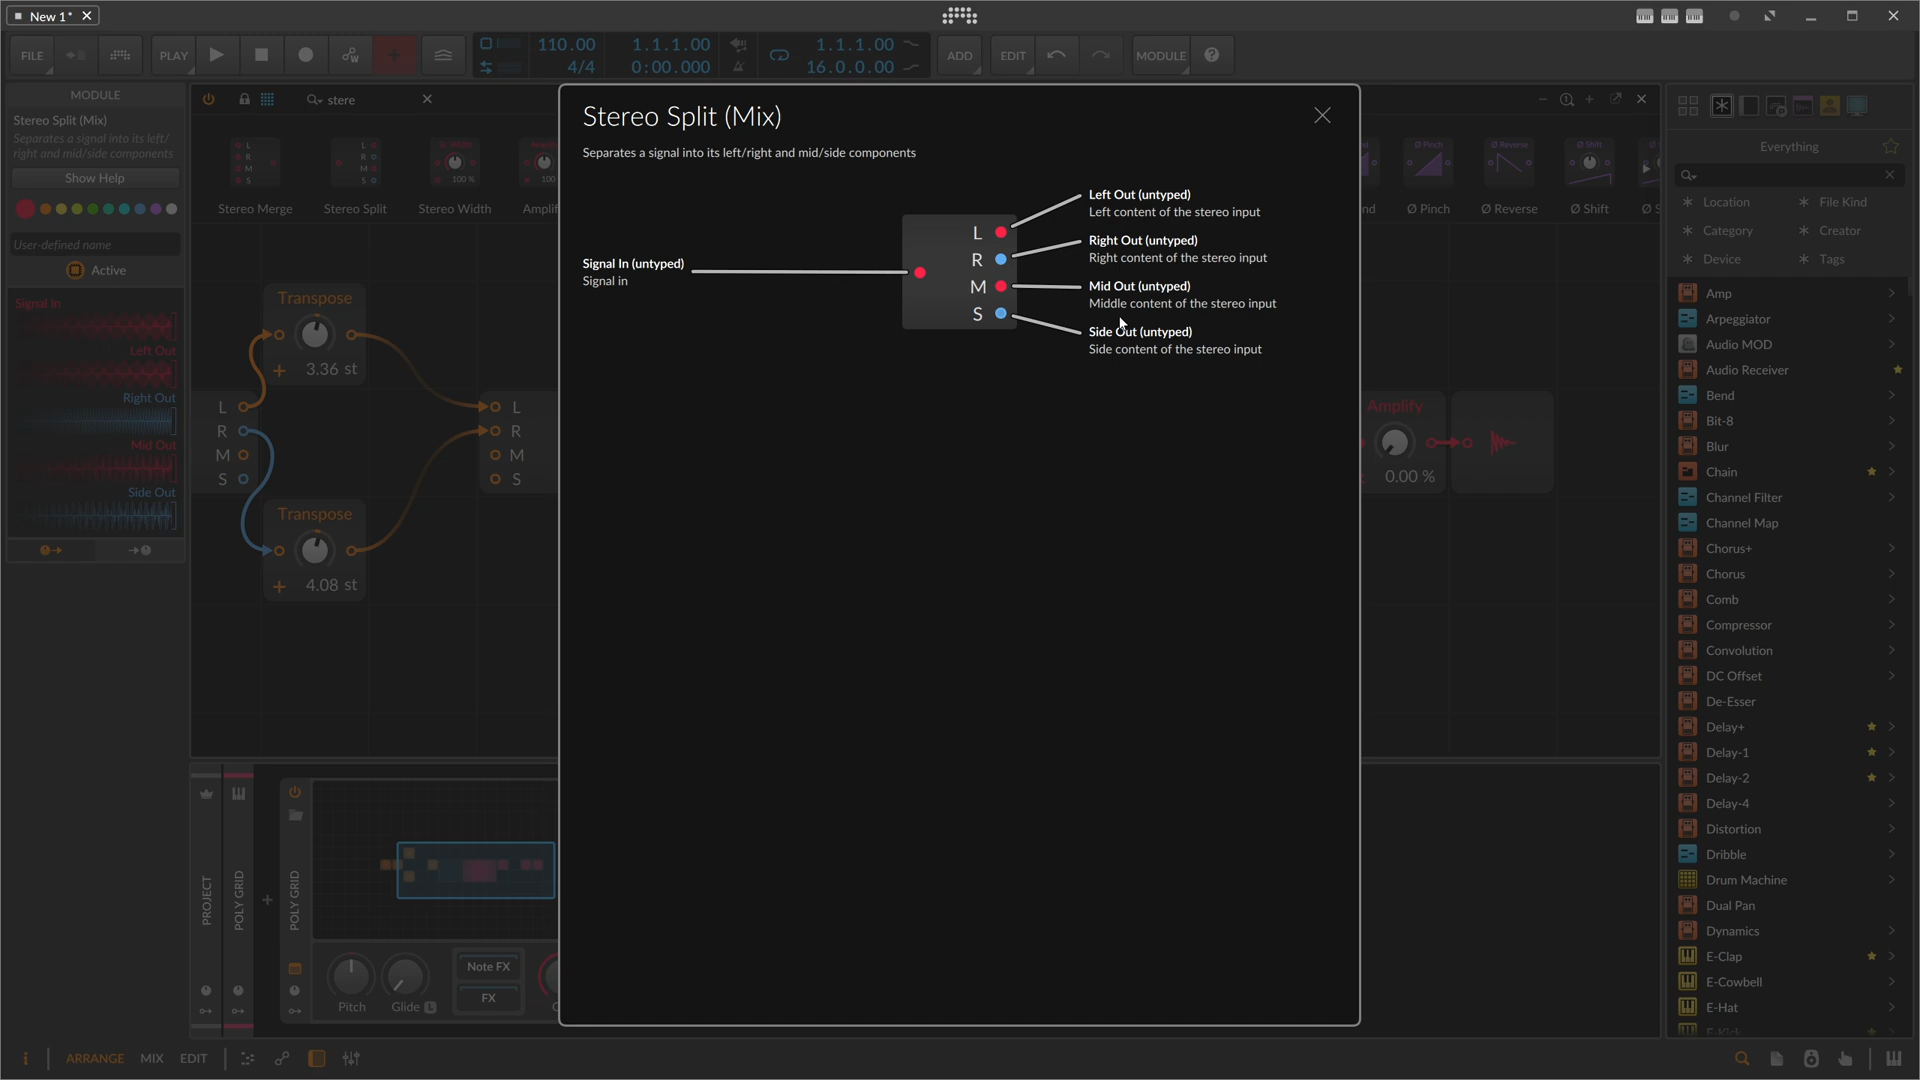 New 1*
FILE
PLAY
110.00
4/4
1.1.1.00
0:00.000
1.1.1.00
16.0.0.00
ADD
EDIT
MODULE
MODULE
Stereo Split (Mix)
Separates a signal into its left/
right and mid/side components
Show Help
User-defined name
Active
Signal In
Left Out
Right Out
Mid Out
Side Out
stere
L
R
M
S
Stereo Merge
L
R
M
S
Stereo Split
Width
100 %
Stereo Width
100
Transpose
3.36 st
L
R
M
S
L
R
M
S
Transpose
4.08 st
Stereo Split (Mix)
Separates a signal into its left/right and mid/side components
Signal In (untyped)
Signal in
L
R
M
S
Left Out (untyped)
Left content of the stereo input
Right Out (untyped)
Right content of the stereo input
Mid Out (untyped)
Middle content of the stereo input
Side Out (untyped)
Side content of the stereo input
Ø Pinch
Ø Pinch
Ø Reverse
Ø Reverse
Ø Shift
Ø Shift
Amplify
0.00 %
PROJECT
POLY GRID
POLY GRID
Pitch
Glide
L
Note FX
FX
Everything
Location
File Kind
Category
Creator
Device
Tags
Amp
Arpeggiator
Audio MOD
Audio Receiver
Bend
Bit-8
Blur
Chain
Channel Filter
Channel Map
Chorus+
Chorus
Comb
Compressor
Convolution
DC Offset
De-Esser
Delay+
Delay-1
Delay-2
Delay-4
Distortion
Dribble
Drum Machine
Dual Pan
Dynamics
E-Clap
E-Cowbell
E-Hat
E-Kick
ARRANGE
MIX
EDIT